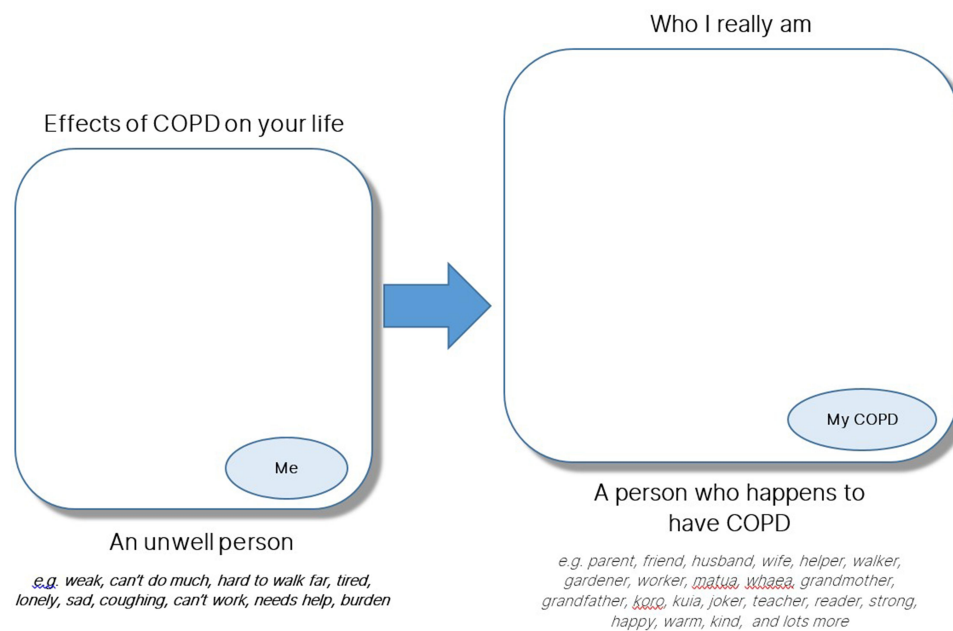 Effects of COPD on your life
Me
An unwell person
e.g. weak, can't do much, hard to walk far, tired,
lonely, sad, coughing, can't work, needs help, burden
Who I really am
My COPD
A person who happens to
have COPD
e.g. parent, friend, husband, wife, helper, walker,
gardener, worker, matua, whaea, grandmother,
grandfather, koro, kuia, joker, teacher, reader, strong,
happy, warm, kind, and lots more